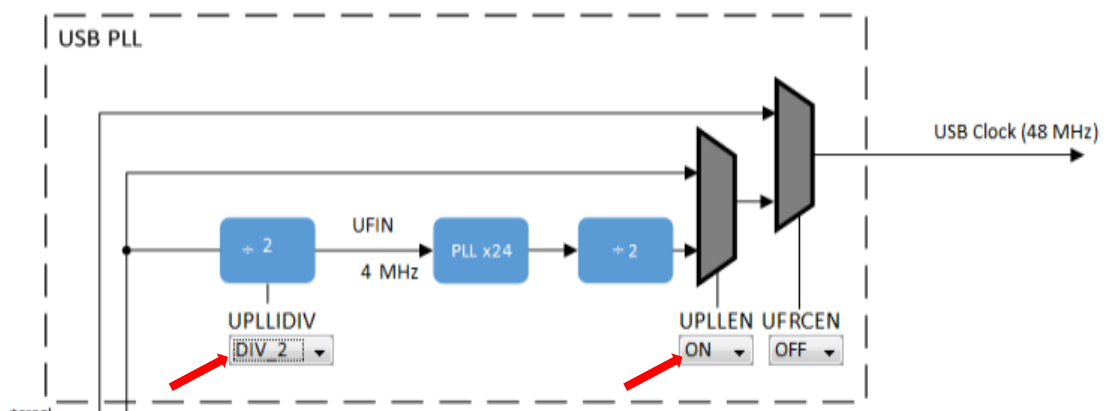 USB PLL
USB Clock (48 MHz)
÷ 2
UFIN
4 MHz
PLL x24
÷ 2
UPLLIDIV
DIV_2
UPLLEN
ON
UFRCEN
OFF